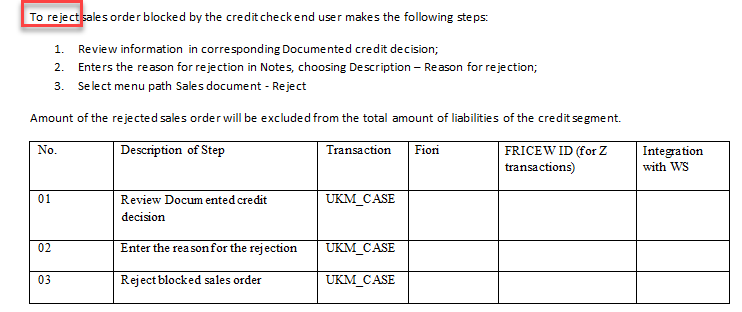 To reject sales order blocked by the credit check end user makes the following steps:
1. Review information in corresponding Documented credit decision;
2. Enters the reason for rejection in Notes, choosing Description – Reason for rejection;
3. Select menu path Sales document - Reject
Amount of the rejected sales order will be excluded from the total amount of liabilities of the credit segment.
No. Description of Step Transaction Fiori FRICEW ID (for Z Integration
transactions) with WS
01 Review Documented credit UKM_CASE
decision
02 Enter the reason for the rejection UKM_CASE
03 Reject blocked sales order UKM_CASE